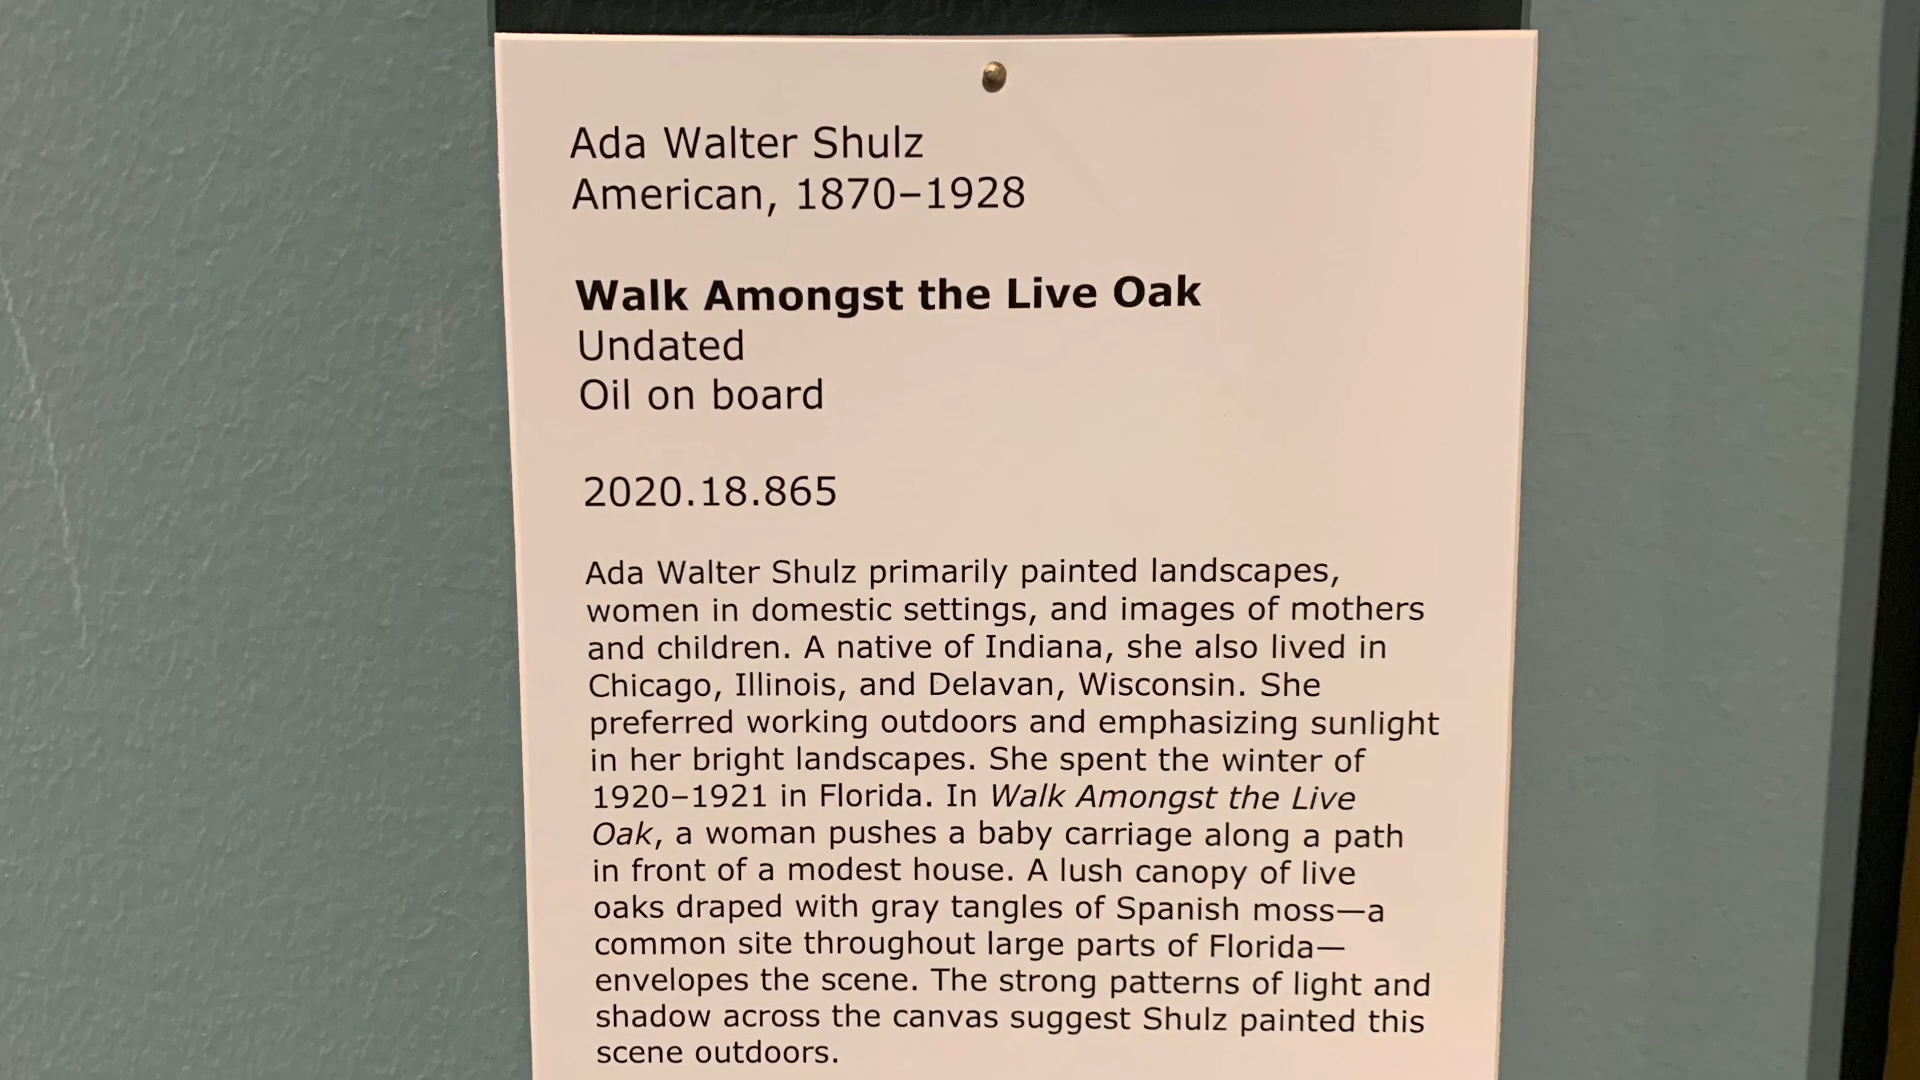 Ada Walter Shulz
American, 1870–1928
Walk Amongst the Live Oak
Undated
Oil on board
2020.18.865
Ada Walter Shulz primarily painted landscapes,
women in domestic settings, and images of mothers
and children. A native of Indiana, she also lived in
Chicago, Illinois, and Delavan, Wisconsin. She
preferred working outdoors and emphasizing sunlight
in her bright landscapes. She spent the winter of
1920–1921 in Florida. In Walk Amongst the Live
Oak, a woman pushes a baby carriage along a path
in front of a modest house. A lush canopy of live
oaks draped with gray tangles of Spanish moss—a
common site throughout large parts of Florida—
envelopes the scene. The strong patterns of light and
shadow across the canvas suggest Shulz painted this
scene outdoors.